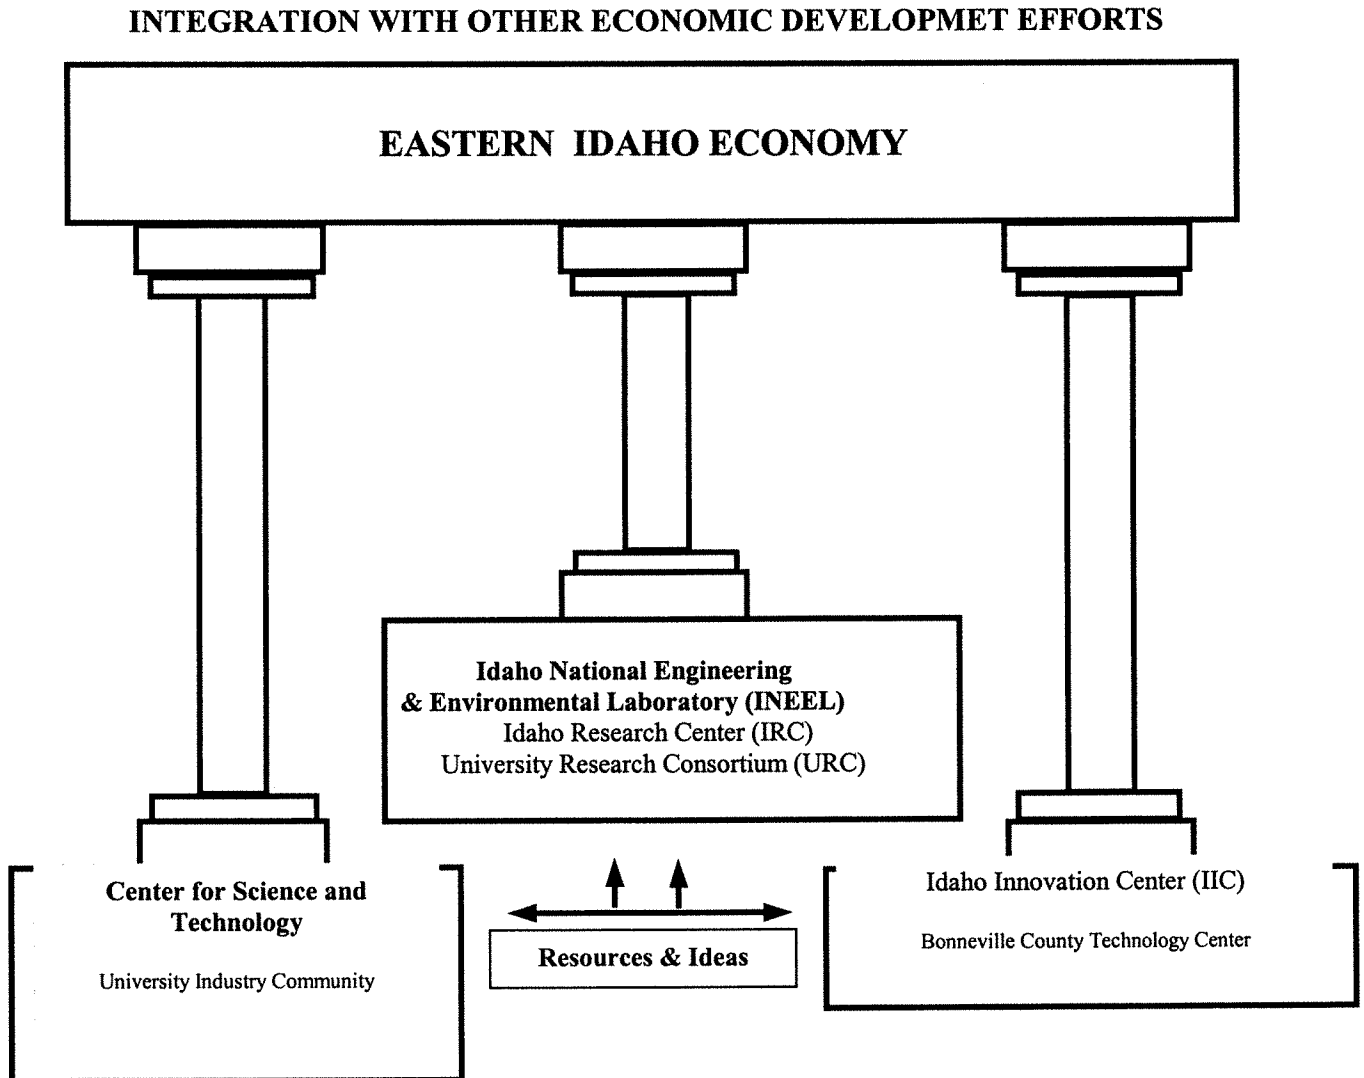 INTEGRATION WITH OTHER ECONOMIC DEVELOPMET EFFORTS
EASTERN IDAHO ECONOMY
Idaho National Engineering
& Environmental Laboratory (INEEL)
Idaho Research Center (IRC)
University Research Consortium (URC)
Center for Science and
Technology
University Industry Community
Resources & Ideas
Idaho Innovation Center (IIC)
Bonneville County Technology Center